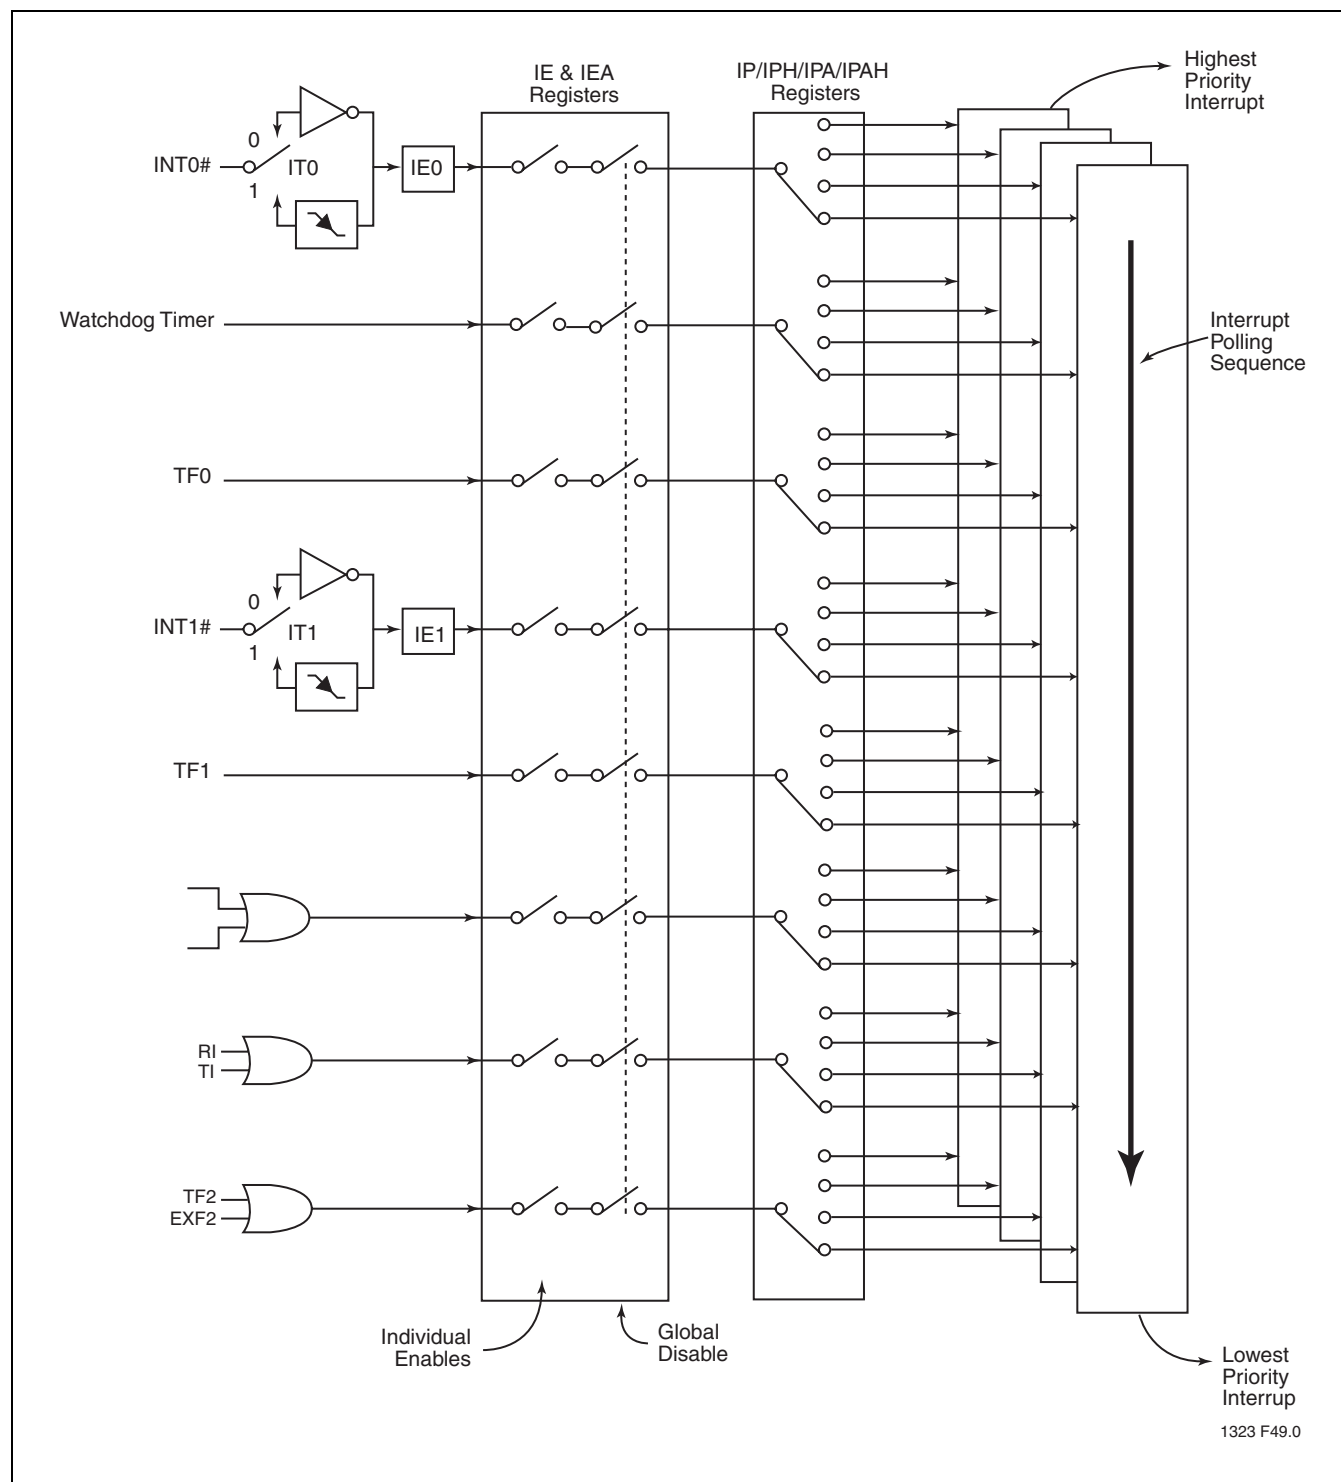 IE & IEA
Registers
IP/IPH/IPA/IPAH
Registers
Highest
Priority
Interrupt
0
INT0#
IT0
1
IE0
Watchdog Timer
Interrupt
Polling
Sequence
TF0
0
INT1#
IT1
1
IE1
TF1
RI
TI
TF2
EXF2
Individual
Enables
Global
Disable
Lowest
Priority
Interrup
1323 F49.0